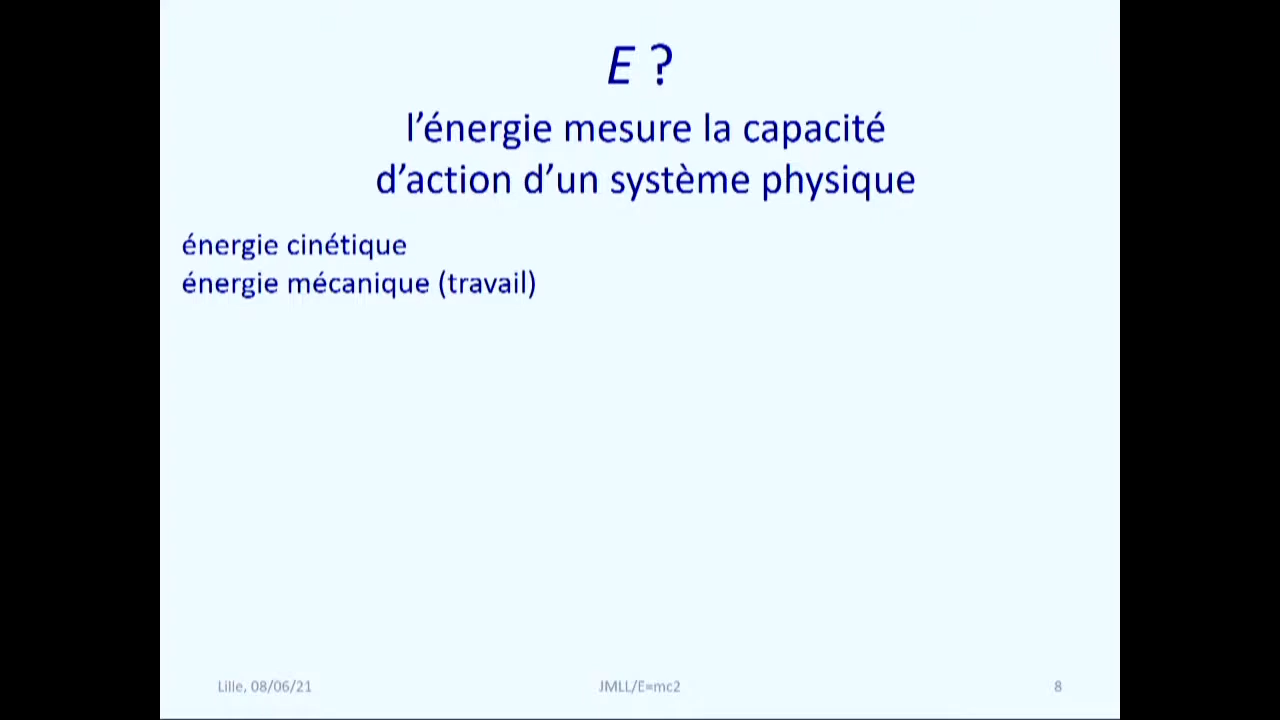 E ?
l’énergie mesure la capacité
d’action d’un système physique
énergie cinétique
énergie mécanique (travail)
Lille, 08/06/21
JMLL/E=mc2
8